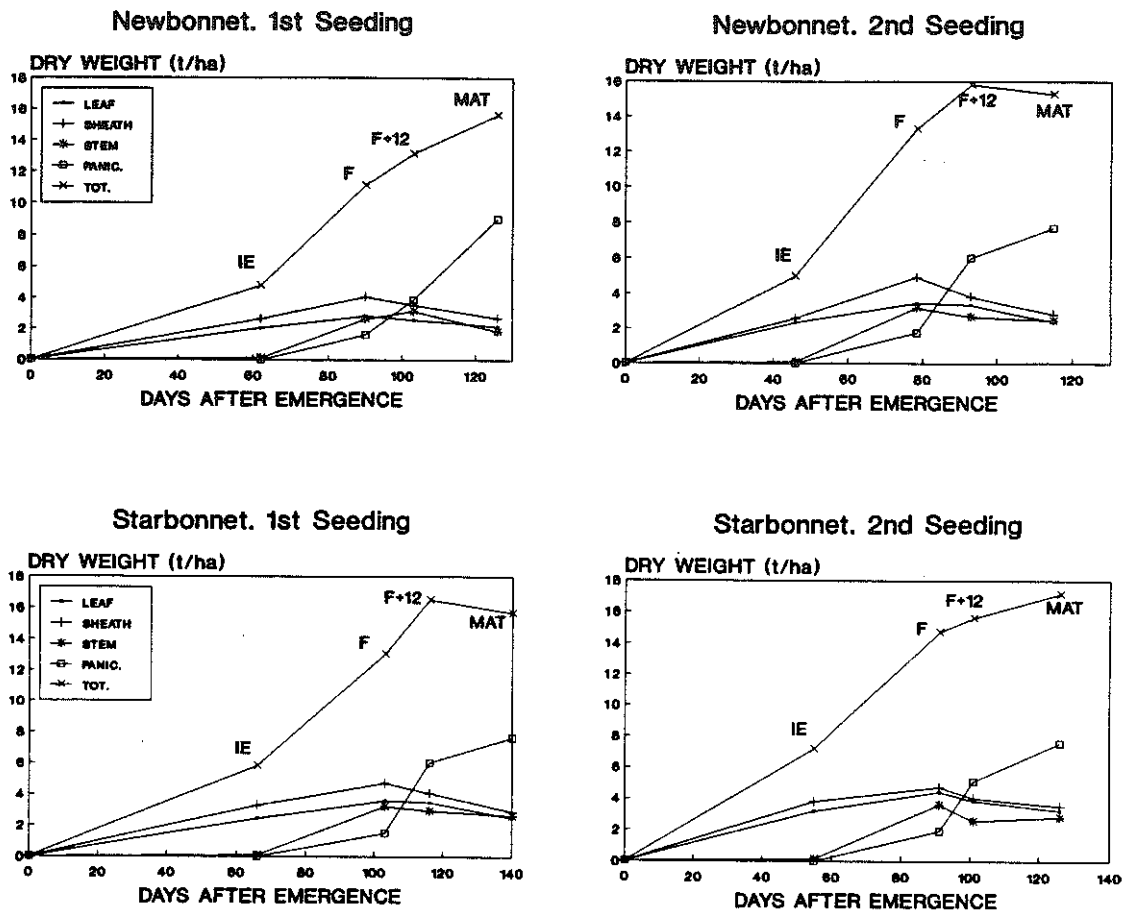 Newbonnet. 1st Seeding
DRY WEIGHT (t/ha)
18
16
14
12
10
8
6
4
2
0
LEAF
SHEATH
STEM
PANIC.
TOT.
IE
F
F+12
MAT
0 20 40 60 80 100 120
DAYS AFTER EMERGENCE
Newbonnet. 2nd Seeding
DRY WEIGHT (t/ha)
16
14
12
10
8
6
4
2
0
IE
F
F+12
MAT
0 20 40 60 80 100 120
DAYS AFTER EMERGENCE
Starbonnet. 1st Seeding
DRY WEIGHT (t/ha)
18
16
14
12
10
8
6
4
2
0
LEAF
SHEATH
STEM
PANIC.
TOT.
IE
F
F+12
MAT
0 20 40 60 80 100 120 140
DAYS AFTER EMERGENCE
Starbonnet. 2nd Seeding
DRY WEIGHT (t/ha)
18
16
14
12
10
8
6
4
2
0
IE
F
F+12
MAT
0 20 40 60 80 100 120 140
DAYS AFTER EMERGENCE